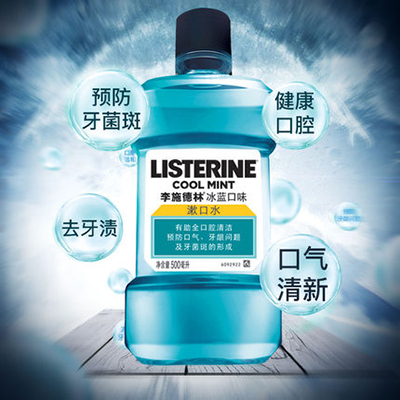 预防
牙菌斑
健康
口腔
LISTERINE
COOL MINT
李施德林®冰蓝口味
漱口水
有助全口腔清洁
预防口气、牙龈问题
及牙菌斑的形成
净含量 500毫升
6092922
去牙渍
口气
清新